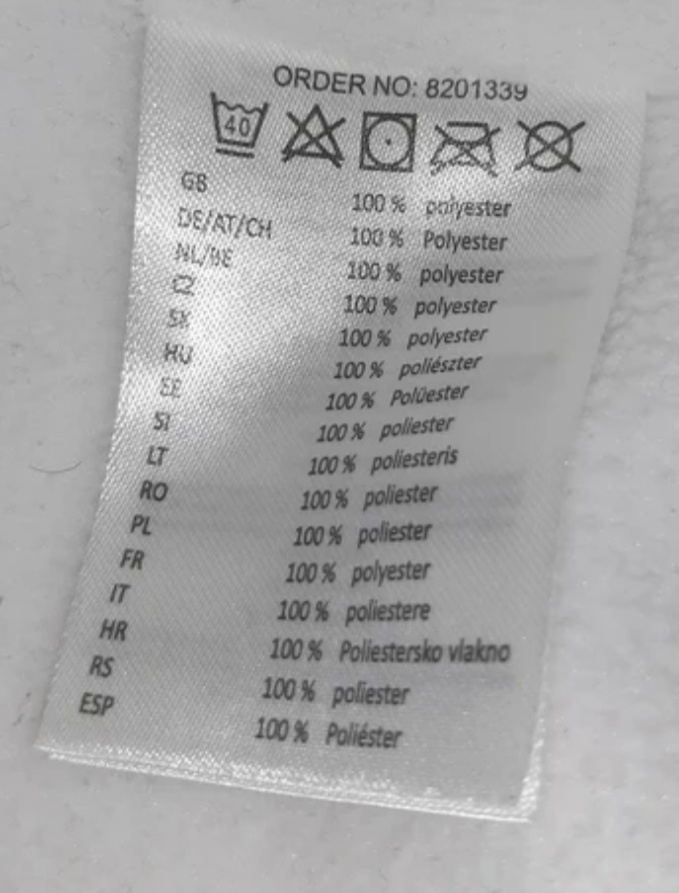 ORDER NO: 8201339
40
GB 100 % polyester
DE/AT/CH 100 % Polyester
NL/BE 100 % polyester
CZ 100 % polyester
SK 100 % polyester
HU 100 % poliészter
EE 100 % Polüester
SI 100 % poliester
LT 100 % poliesteris
RO 100 % poliester
PL 100 % poliester
FR 100 % polyester
IT 100 % poliestere
HR 100 % Poliestersko vlakno
RS 100 % poliester
ESP 100 % Poliéster